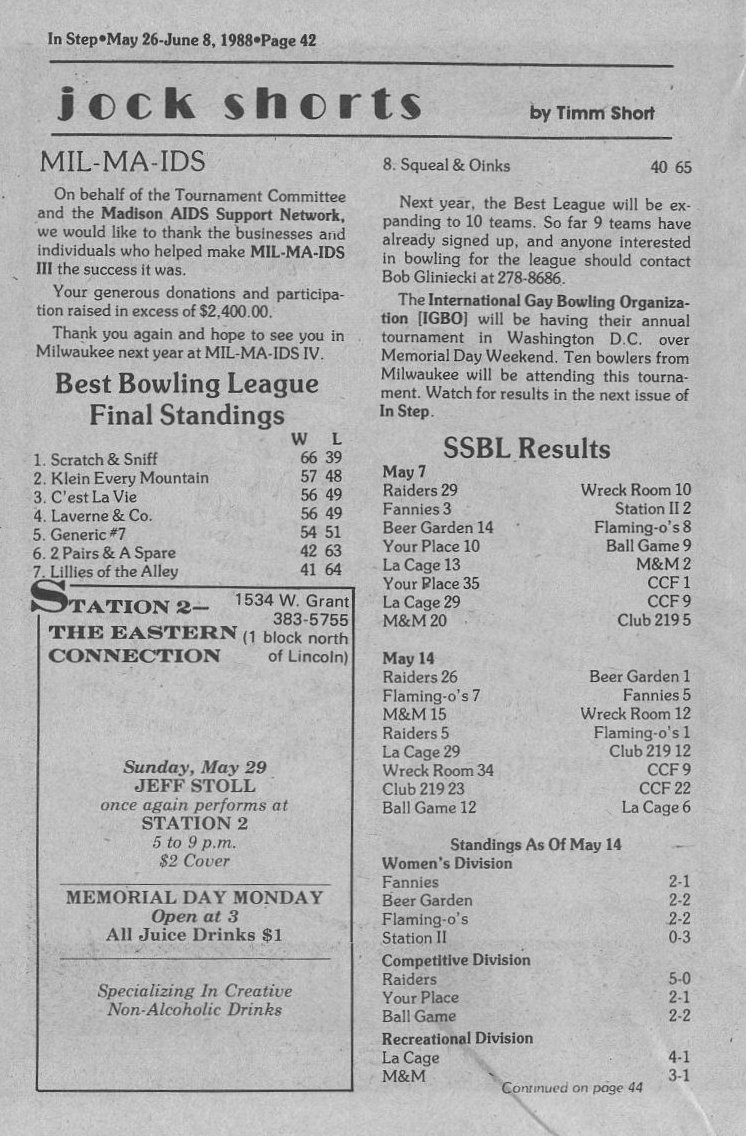 In Step•May 26-June 8, 1988•Page 42
jock shorts
by Timm Short
MIL-MA-IDS
On behalf of the Tournament Committee
and the Madison AIDS Support Network,
we would like to thank the businesses and
individuals who helped make MIL-MA-IDS
III the success it was.
Your generous donations and participa-
tion raised in excess of $2,400.00.
Thank you again and hope to see you in
Milwaukee next year at MIL-MA-IDS IV.
Best Bowling League
Final Standings
W L
1. Scratch & Sniff 66 39
2. Klein Every Mountain 57 48
3. C'est La Vie 56 49
4. Laverne & Co. 56 49
5. Generic #7 54 51
6. 2 Pairs & A Spare 42 63
7. Lillies of the Alley 41 64
STATION 2—
THE EASTERN
CONNECTION
1534 W. Grant
383-5755
(1 block north
of Lincoln)
Sunday, May 29
JEFF STOLL
once again performs at
STATION 2
5 to 9 p.m.
$2 Cover
MEMORIAL DAY MONDAY
Open at 3
All Juice Drinks $1
Specializing In Creative
Non-Alcoholic Drinks
8. Squeal & Oinks 40 65
Next year, the Best League will be ex-
panding to 10 teams. So far 9 teams have
already signed up, and anyone interested
in bowling for the league should contact
Bob Gliniecki at 278-8686.
The International Gay Bowling Organiza-
tion [IGBO] will be having their annual
tournament in Washington D.C. over
Memorial Day Weekend. Ten bowlers from
Milwaukee will be attending this tourna-
ment. Watch for results in the next issue of
In Step.
SSBL Results
May 7
Raiders 29 Wreck Room 10
Fannies 3 Station II 2
Beer Garden 14 Flaming-o's 8
Your Place 10 Ball Game 9
La Cage 13 M&M 2
Your Place 35 CCF 1
La Cage 29 CCF 9
M&M 20 Club 219 5
May 14
Raiders 26 Beer Garden 1
Flaming-o's 7 Fannies 5
M&M 15 Wreck Room 12
Raiders 5 Flaming-o's 1
La Cage 29 Club 219 12
Wreck Room 34 CCF 9
Club 219 23 CCF 22
Ball Game 12 La Cage 6
Standings As Of May 14
Women's Division
Fannies 2-1
Beer Garden 2-2
Flaming-o's 2-2
Station II 0-3
Competitive Division
Raiders 5-0
Your Place 2-1
Ball Game 2-2
Recreational Division
La Cage 4-1
M&M 3-1
Continued on page 44